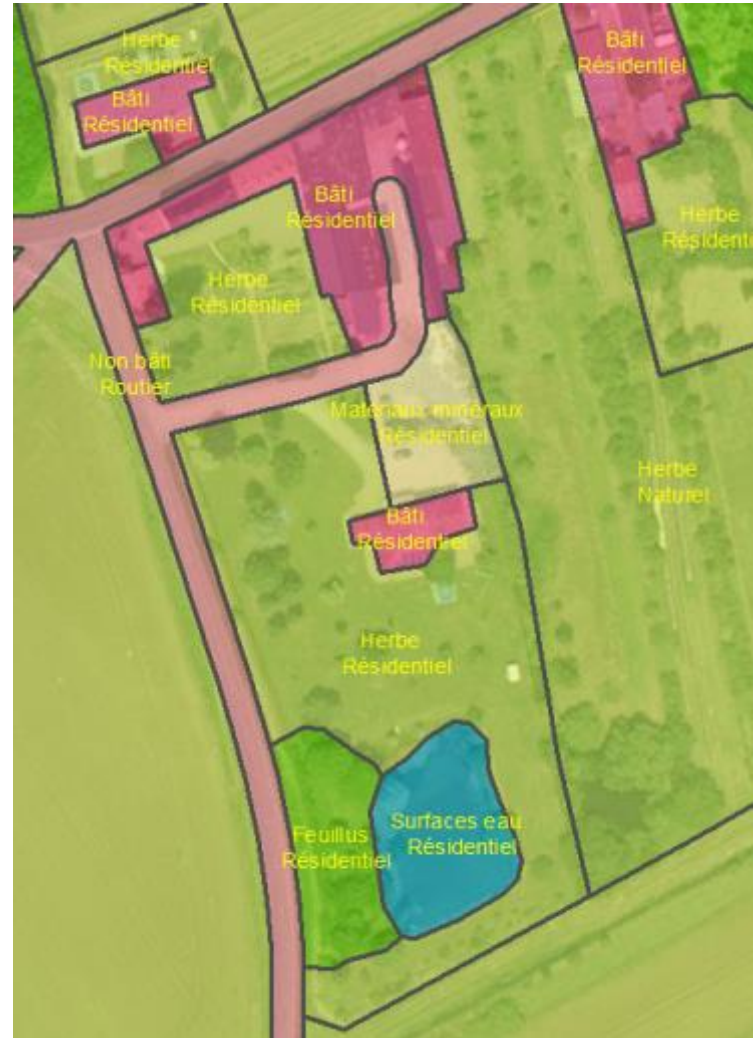 Herbe
Résidentiel
Bâti
Résidentiel
Bâti
Résidentiel
Bâti
Résidentiel
Herbe
Résidentie
Herbe
Résidentiel
Non bâti
Routier
Matériaux minéraux
Résidentiel
Herbe
Naturel
Bâti
Résidentiel
Herbe
Résidentiel
Surfaces eau
Résidentiel
Feuillus
Résidentiel